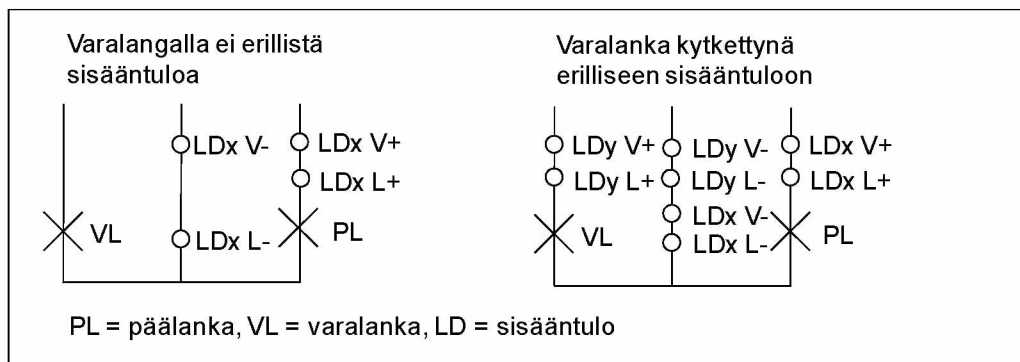 Varalangalla ei erillistä
sisääntuloa
LDx V-
LDx V+
LDx L+
VL
LDx L-
PL
Varalanka kytkettynä
erilliseen sisääntuloon
LDy V+
LDy V-
LDx V+
LDy L+
LDy L-
LDx L+
LDx V-
VL
LDx L-
PL
PL = päälanka, VL = varalanka, LD = sisääntulo